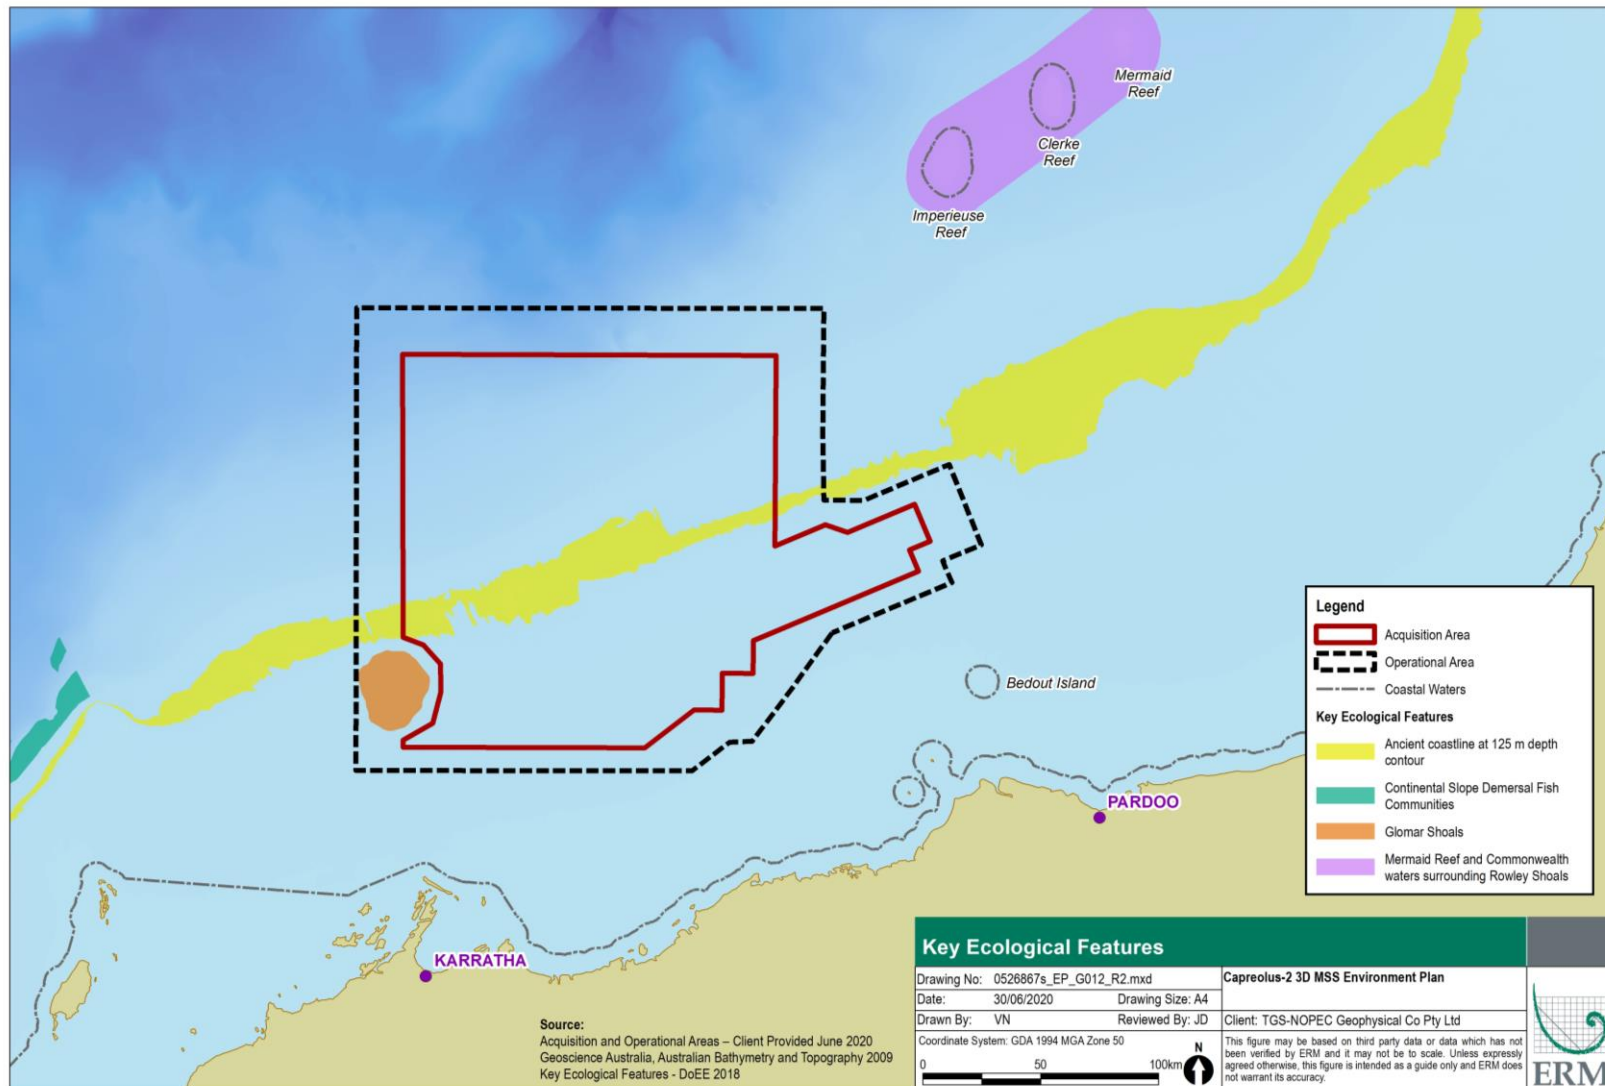 Mermaid
Reef
Clerke
Reef
Imperieuse
Reef
Bedout Island
PARDOO
KARRATHA
Legend
Acquisition Area
Operational Area
Coastal Waters
Key Ecological Features
Ancient coastline at 125 m depth
contour
Continental Slope Demersal Fish
Communities
Glomar Shoals
Mermaid Reef and Commonwealth
waters surrounding Rowley Shoals
Source:
Acquisition and Operational Areas – Client Provided June 2020
Geoscience Australia, Australian Bathymetry and Topography 2009
Key Ecological Features - DoEE 2018
Key Ecological Features
Drawing No: 0526867s_EP_G012_R2.mxd
Capreolus-2 3D MSS Environment Plan
Date: 30/06/2020 Drawing Size: A4
Drawn By: VN Reviewed By: JD
Client: TGS-NOPEC Geophysical Co Pty Ltd
Coordinate System: GDA 1994 MGA Zone 50
N
0 50 100km
This figure may be based on third party data or data which has not
been verified by ERM and it may not be to scale. Unless expressly
agreed otherwise, this figure is intended as a guide only and ERM does
not warrant its accuracy.
ERM